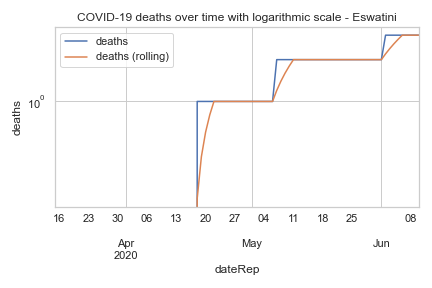 COVID-19 deaths over time with logarithmic scale - Eswatini
deaths
deaths (rolling)
deaths
10⁰
16 23 30 06 13 20 27 04 11 18 25 08
Apr May Jun
2020
dateRep